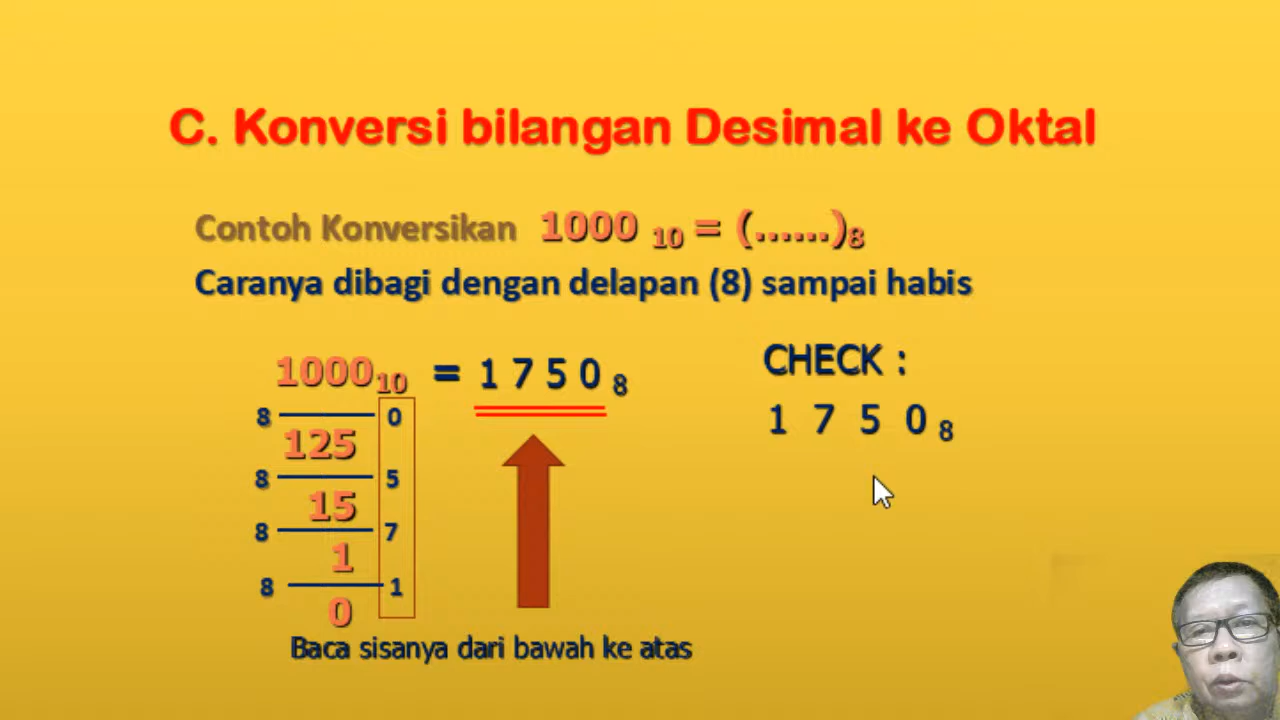 C. Konversi bilangan Desimal ke Oktal
Contoh Konversikan 1000 10 = (......)8
Caranya dibagi dengan delapan (8) sampai habis
1000 10 = 1 7 5 0 8
8 0
125
8 5
15
8 7
1
8 1
0
Baca sisanya dari bawah ke atas
CHECK :
1 7 5 0 8